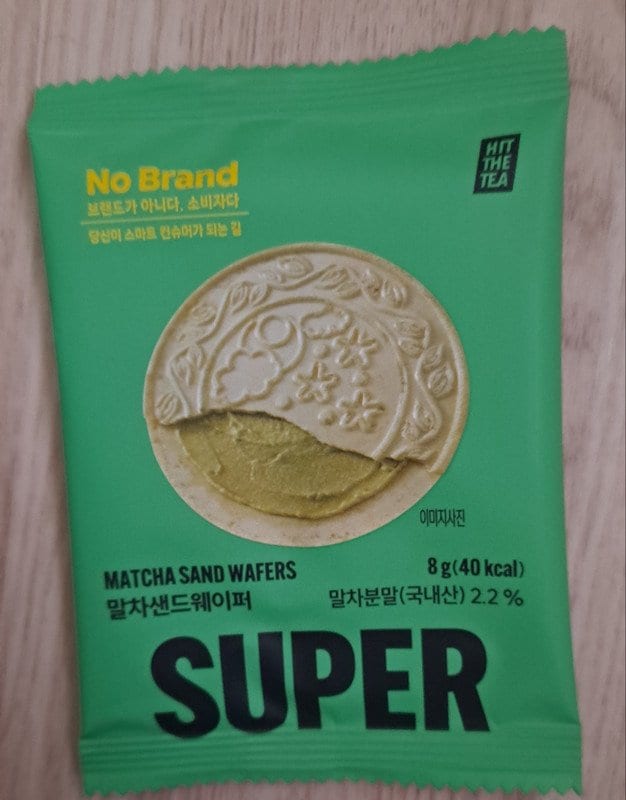 No Brand
브랜드가 아니다. 소비자다
당신이 스마트 컨슈머가 되는 길
HIT
THE
TEA
이미지사진
MATCHA SAND WAFERS
말차샌드웨이퍼
8 g(40 kcal)
말차분말(국내산) 2.2 %
SUPER